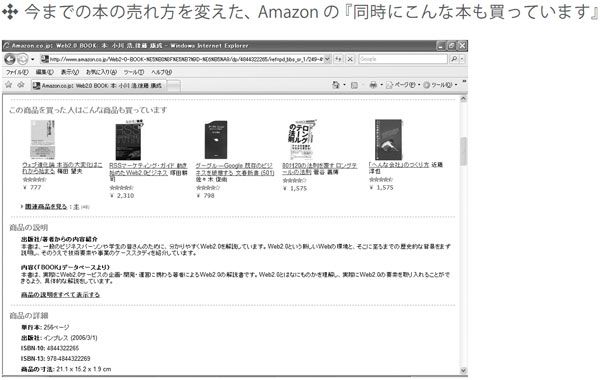 今までの本の売れ方を変えた、Amazon の『同時にこんな本も買っています』
Amazon.co.jp: Web2.0 BOOK: 本: 小川 浩,後藤 康成 - Windows Internet Explorer
Google
ファイル(F) 編集(E) 表示(V) お気に入り(A) ツール(T) ヘルプ(H)
Amazon.co.jp: Web2.0 BOOK: 本: 小川 浩,後藤 康成
ページ(P) ツール(O)
この商品を買った人はこんな商品も買っています
ウェブ進化論 本当の大変化はこれから始まる 梅田 望夫
¥ 777
RSSマーケティング・ガイド 動き始めたWeb2.0ビジネス 塚田耕司
¥ 2,310
グーグル―Google 既存のビジネスを破壊する 文春新書 (501) 佐々木 俊尚
¥ 798
80対20の法則を覆す ロングテールの法則 菅谷 義博
¥ 1,575
「へんな会社」のつくり方 近藤 淳也
¥ 1,575
関連商品を見る: 本 (48)
商品の説明
出版社/著者からの内容紹介
本書は、一般のビジネスパーソンや学生の皆さんのために、分かりやすくWeb2.0を解説しています。Web2.0という新しいWebの環境と、そこに至るまでの歴史的な背景をまず
説明し、そのうえで技術要素や事業のケーススタディを紹介しています。
内容(「BOOK」データベースより)
本書は、実際にWeb2.0サービスの企画・開発・運営に携わる著者によるWeb2.0の解説書です。Web2.0とはなにものかを理解し、実際にWeb2.0の要素を取り入れることがで
きるよう、具体的な解説をしています。
商品の説明をすべて表示する
商品の詳細
単行本: 256ページ
出版社: インプレス (2006/3/1)
ISBN-10: 4844322265
ISBN-13: 978-4844322269
商品の寸法: 21.1 x 15.2 x 1.9 cm